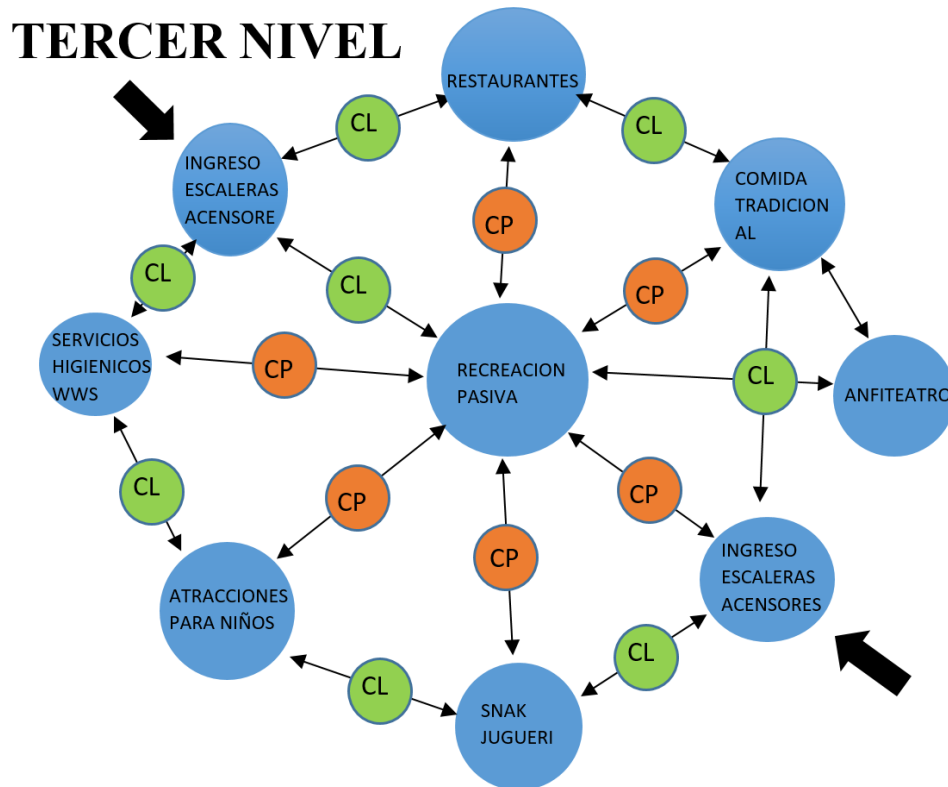 TERCER NIVEL
RESTAURANTES
CL
CL
INGRESO
ESCALERAS
ACENSORE
COMIDA
TRADICION
AL
CP
CL
CL
CP
SERVICIOS
HIGIENICOS
WWS
CP
RECREACION
PASIVA
CL
ANFITEATRO
CL
CP
CP
CP
INGRESO
ESCALERAS
ACENSORES
ATRACCIONES
PARA NIÑOS
CL
CL
SNAK
JUGUERI